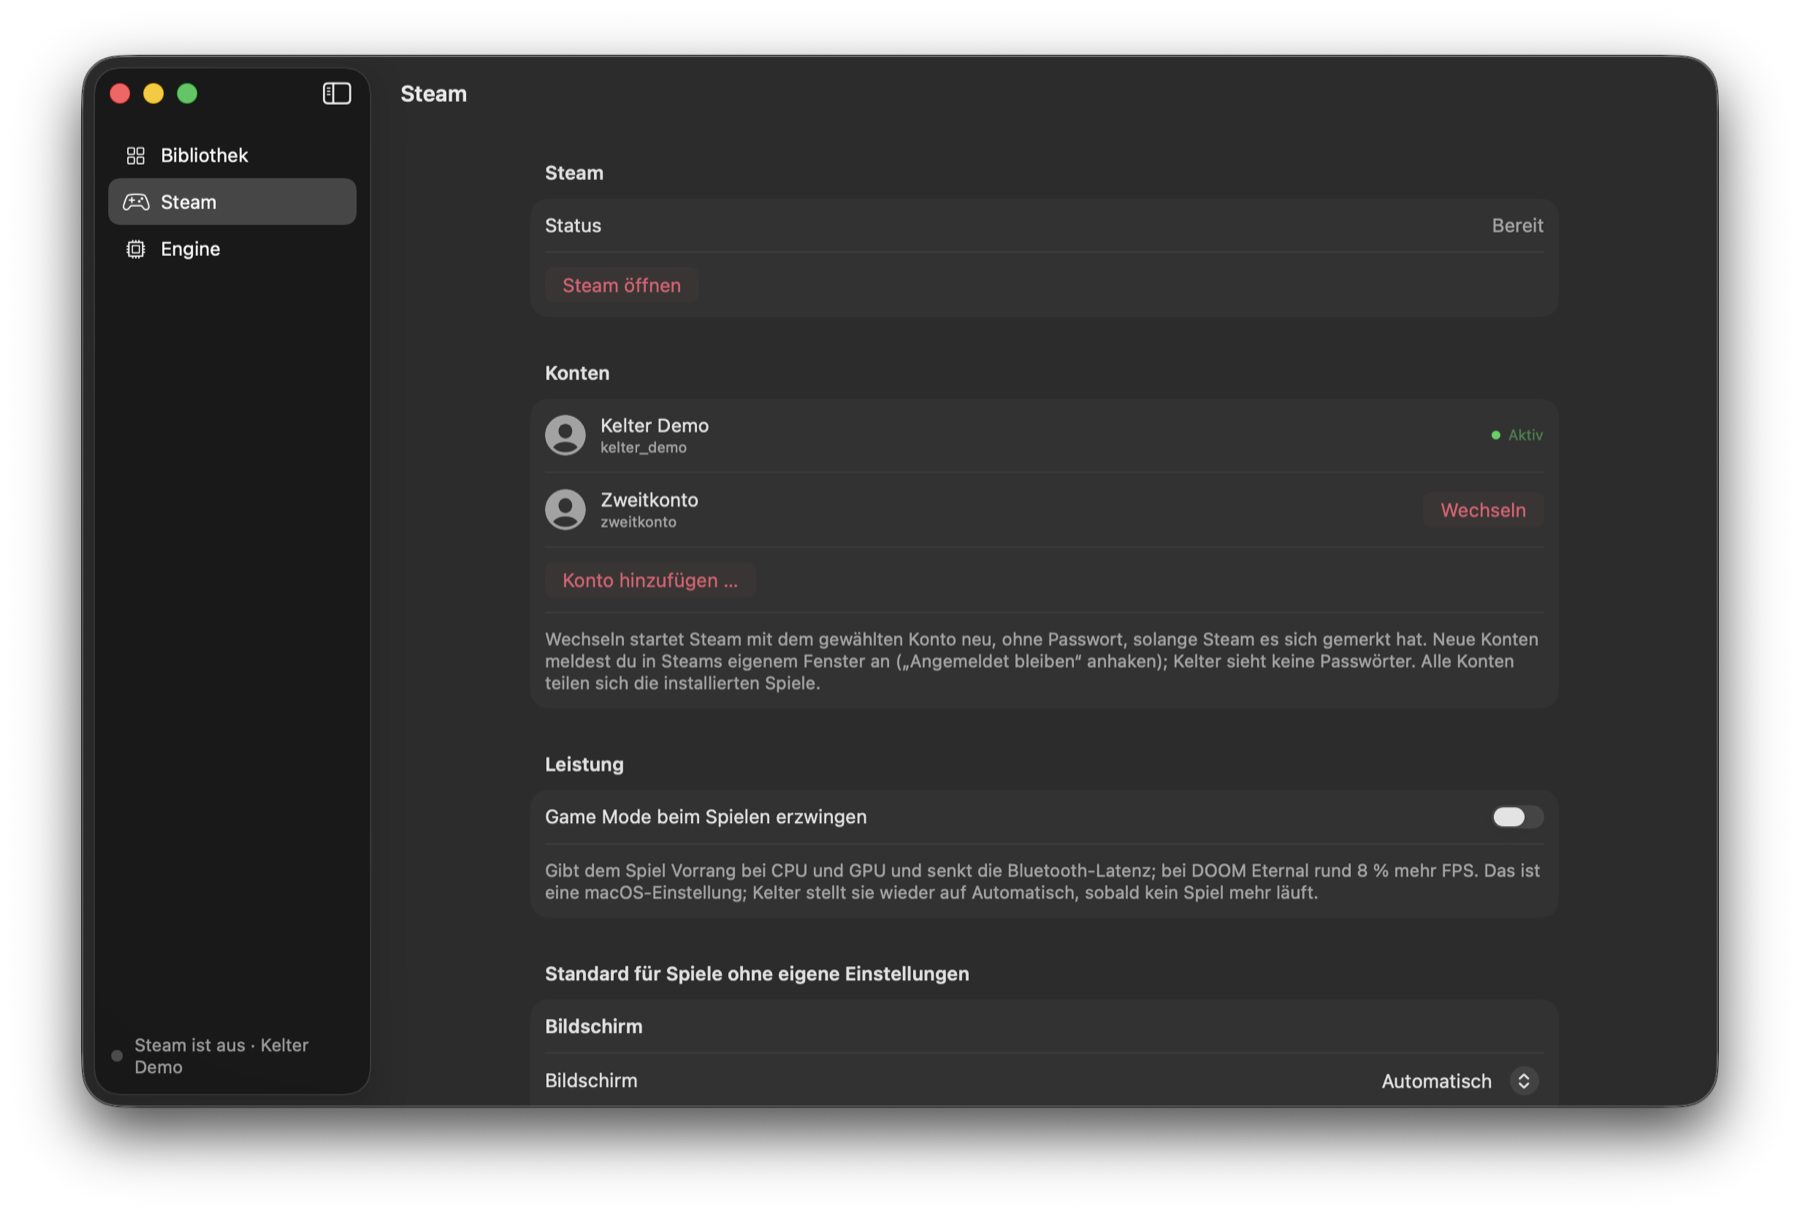 Steam
Bibliothek
Steam
Engine
Steam ist aus · Kelter
Demo
Steam
Status
Bereit
Steam öffnen
Konten
Kelter Demo
kelter_demo
Aktiv
Zweitkonto
zweitkonto
Wechseln
Konto hinzufügen ...
Wechseln startet Steam mit dem gewählten Konto neu, ohne Passwort, solange Steam es sich gemerkt hat. Neue Konten
meldest du in Steams eigenem Fenster an („Angemeldet bleiben“ anhaken); Kelter sieht keine Passwörter. Alle Konten
teilen sich die installierten Spiele.
Leistung
Game Mode beim Spielen erzwingen
Gibt dem Spiel Vorrang bei CPU und GPU und senkt die Bluetooth-Latenz; bei DOOM Eternal rund 8 % mehr FPS. Das ist
eine macOS-Einstellung; Kelter stellt sie wieder auf Automatisch, sobald kein Spiel mehr läuft.
Standard für Spiele ohne eigene Einstellungen
Bildschirm
Bildschirm
Automatisch